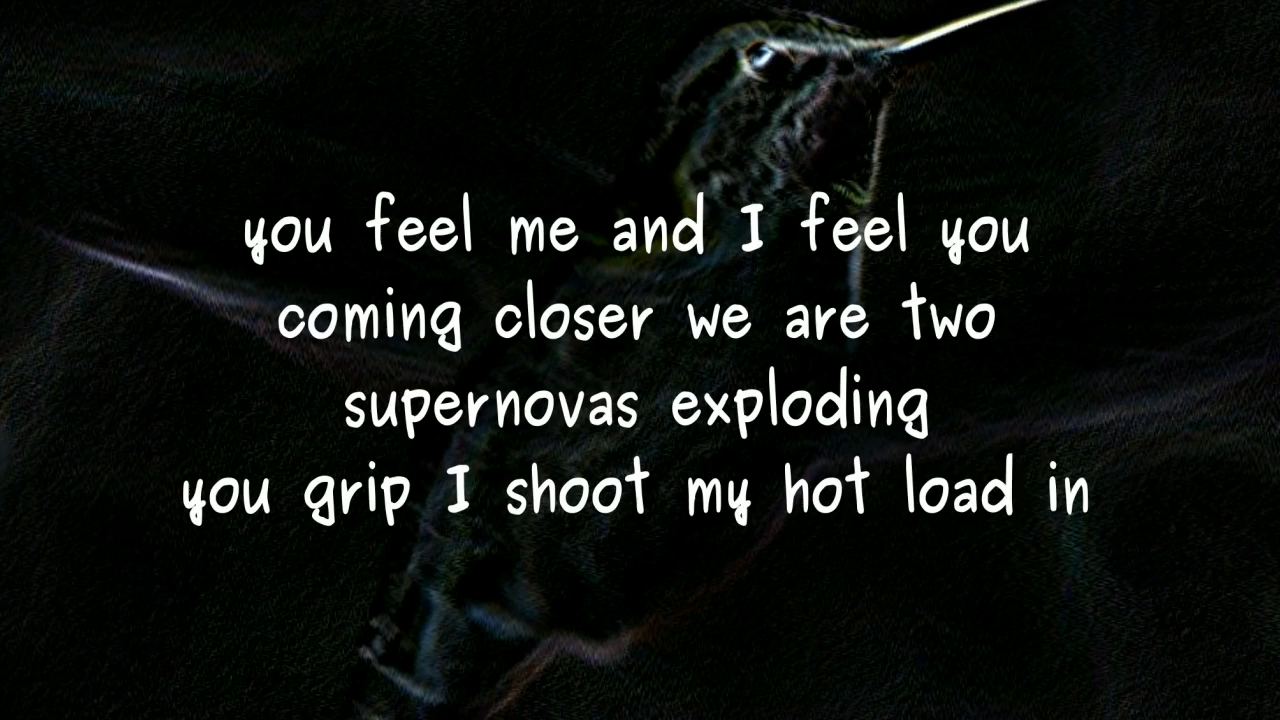 you feel me and I feel you
coming closer we are two
supernovas exploding
you grip I shoot my hot load in